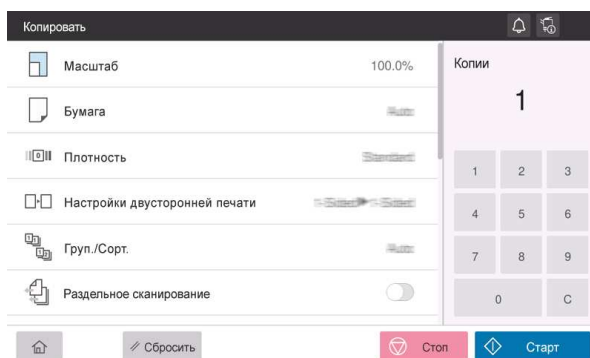 Копировать
Масштаб 100.0%
Копии
1
Бумага
Плотность
Настройки двусторонней печати
Груп./Сорт.
Раздельное сканирование
1 2 3
4 5 6
7 8 9
0 C
Сбросить
Стоп
Старт